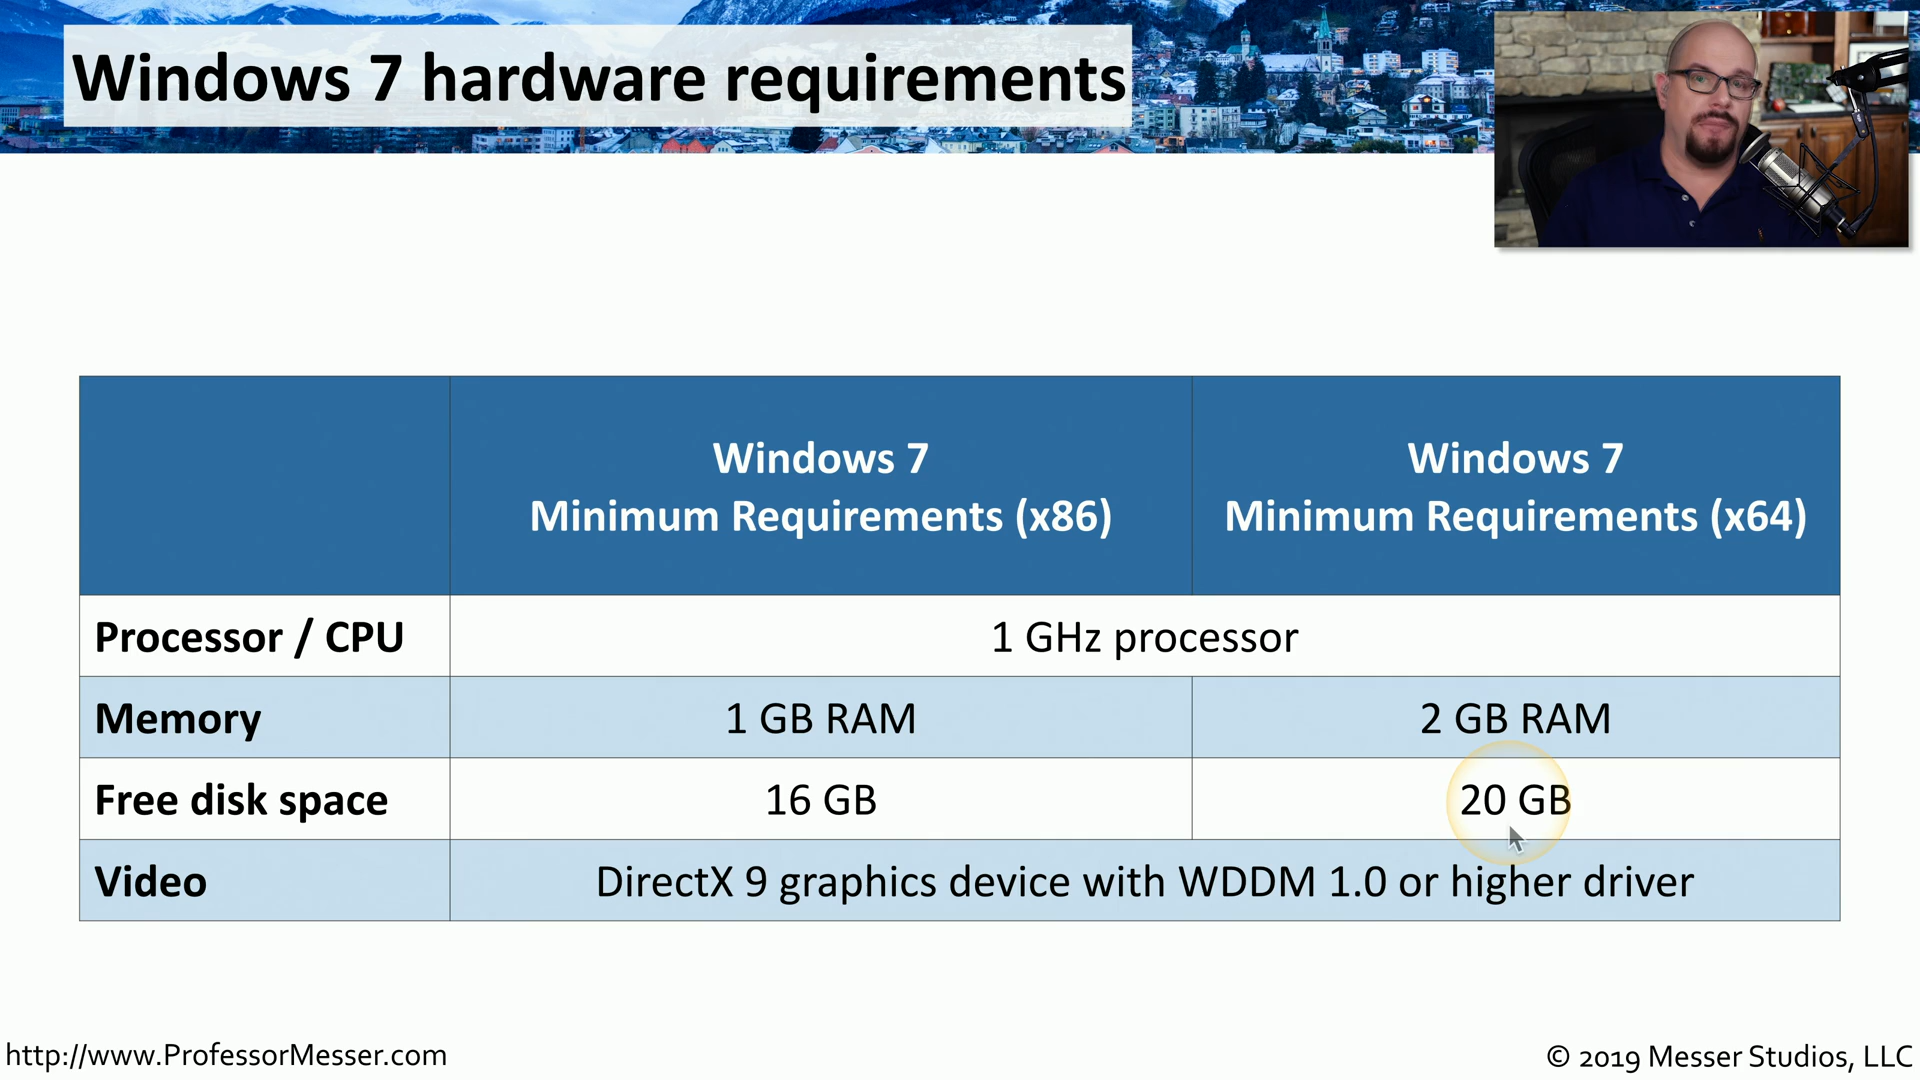 Windows 7 hardware requirements
Windows 7
Minimum Requirements (x86)
Windows 7
Minimum Requirements (x64)
Processor / CPU
1 GHz processor
Memory
1 GB RAM
2 GB RAM
Free disk space
16 GB
20 GB
Video
DirectX 9 graphics device with WDDM 1.0 or higher driver
http://www.ProfessorMesser.com
© 2019 Messer Studios, LLC